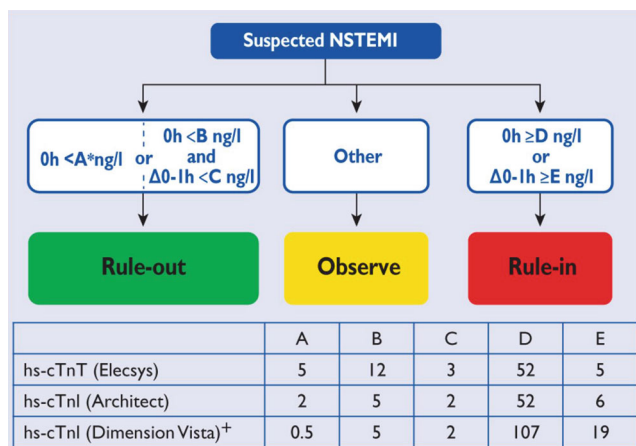 Suspected NSTEMI
0h <A*ng/l or
0h <B ng/l
and
Δ0-1h <C ng/l
Other
0h ≥D ng/l
or
Δ0-1h ≥E ng/l
Rule-out
Observe
Rule-in
A B C D E
hs-cTnT (Elecsys) 5 12 3 52 5
hs-cTnI (Architect) 2 5 2 52 6
hs-cTnI (Dimension Vista)+ 0.5 5 2 107 19